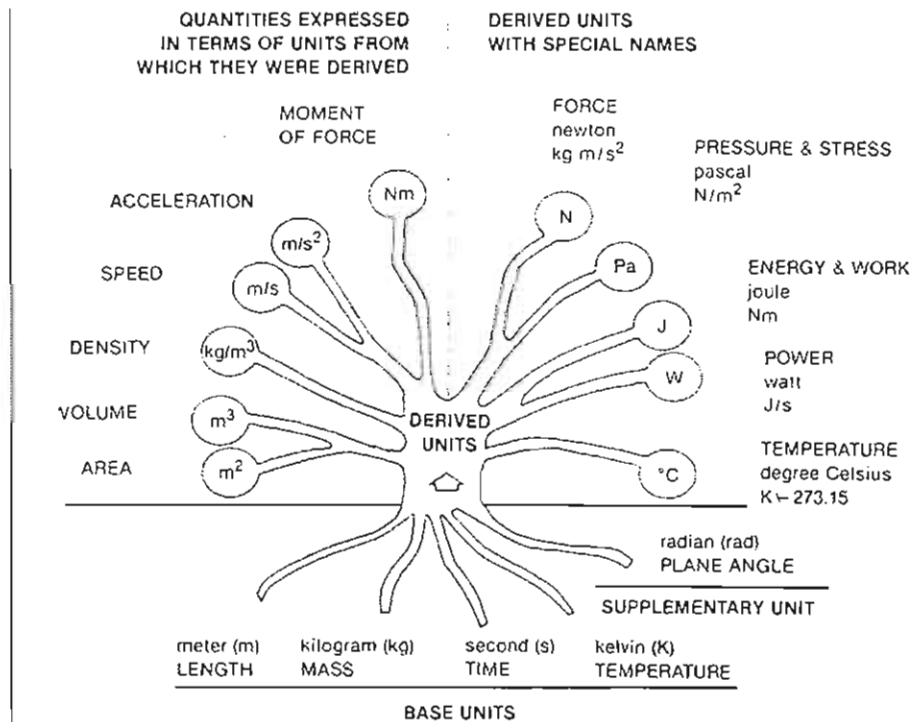 QUANTITIES EXPRESSED
IN TERMS OF UNITS FROM
WHICH THEY WERE DERIVED
DERIVED UNITS
WITH SPECIAL NAMES
MOMENT
OF FORCE
Nm
ACCELERATION
m/s²
SPEED
m/s
DENSITY
kg/m³
VOLUME
m³
AREA
m²
FORCE
newton
kg m/s²
N
PRESSURE & STRESS
pascal
N/m²
Pa
ENERGY & WORK
joule
Nm
J
POWER
watt
J/s
W
TEMPERATURE
degree Celsius
K – 273.15
°C
DERIVED
UNITS
radian (rad)
PLANE ANGLE
SUPPLEMENTARY UNIT
meter (m)
LENGTH
kilogram (kg)
MASS
second (s)
TIME
kelvin (K)
TEMPERATURE
BASE UNITS